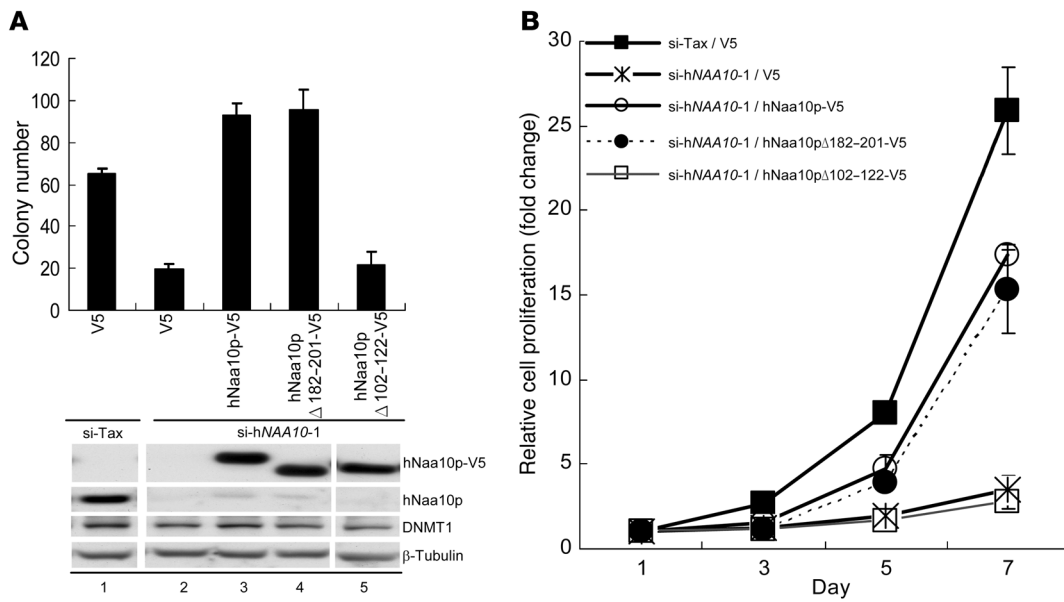 A
120
100
80
60
40
20
0
Colony number
V5
V5
hNaa10p-V5
hNaa10p
Δ182-201-V5
hNaa10p
Δ102-122-V5
si-Tax
si-hNAA10-1
hNaa10p-V5
hNaa10p
DNMT1
β-Tubulin
1 2 3 4 5
B
30
25
20
15
10
5
0
Relative cell proliferation (fold change)
si-Tax / V5
si-hNAA10-1 / V5
si-hNAA10-1 / hNaa10p-V5
si-hNAA10-1 / hNaa10pΔ182-201-V5
si-hNAA10-1 / hNaa10pΔ102-122-V5
1 3 5 7
Day